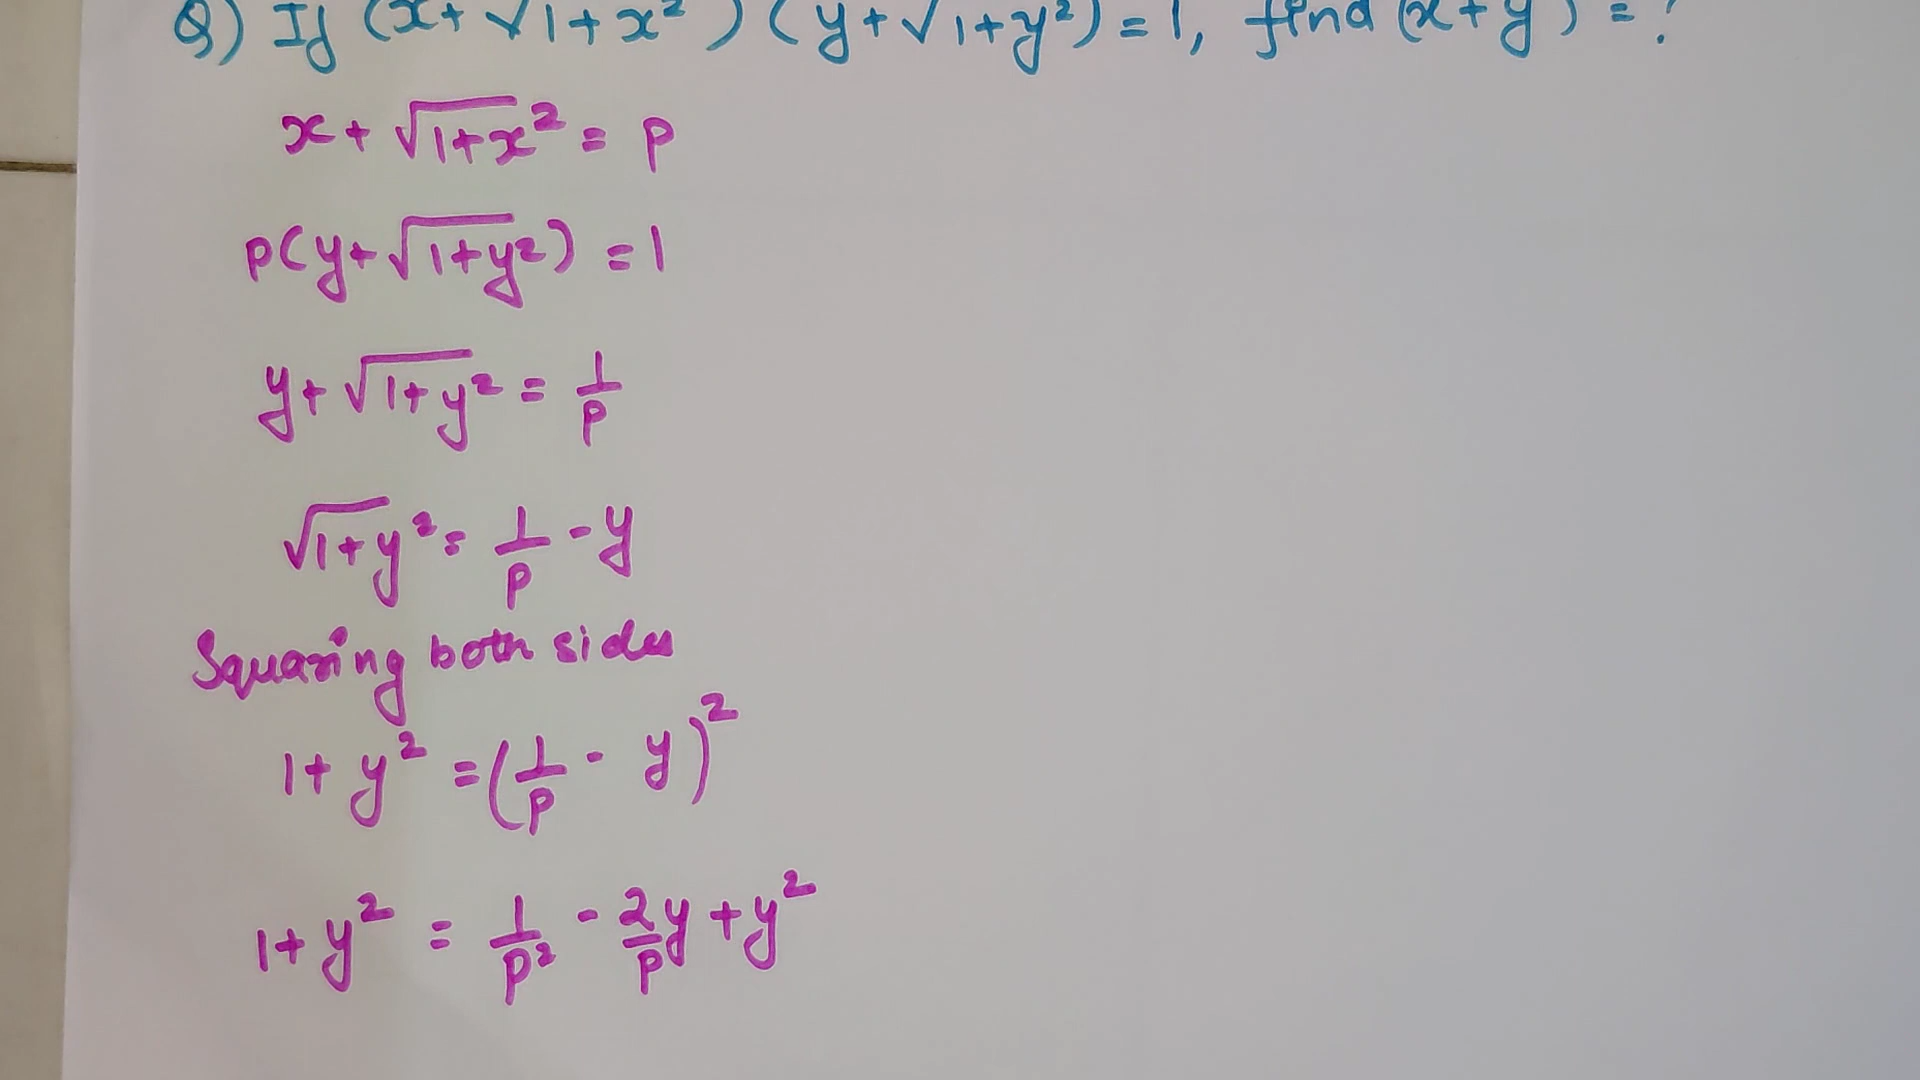 Q) If (x+√1+x²)(y+√1+y²)=1, find (x+y)=?
x+√1+x² = p
p(y+√1+y²) =1
y+√1+y² = 1/p
√1+y² = 1/p - y
Squaring both sides
1+y² =(1/p - y)²
1+y² = 1/p² - 2/p y +y²